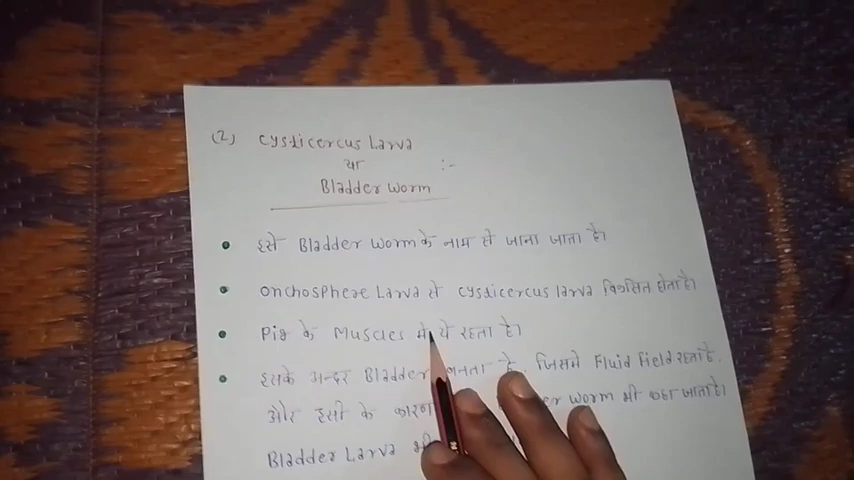 (2) Cysticercus Larva
या :-
Bladder Worm
इसे Bladder Worm के नाम से जाना जाता है।
Onchosphere Larva से Cysticercus larva विकसित होता है।
Pig के Muscles में ये रहता है।
इसके अन्दर Bladder बनता है. जिसमे Fluid Field रहता है.
और इसी के कारण Worm भी कहा जाता है।
Bladder Larva भी